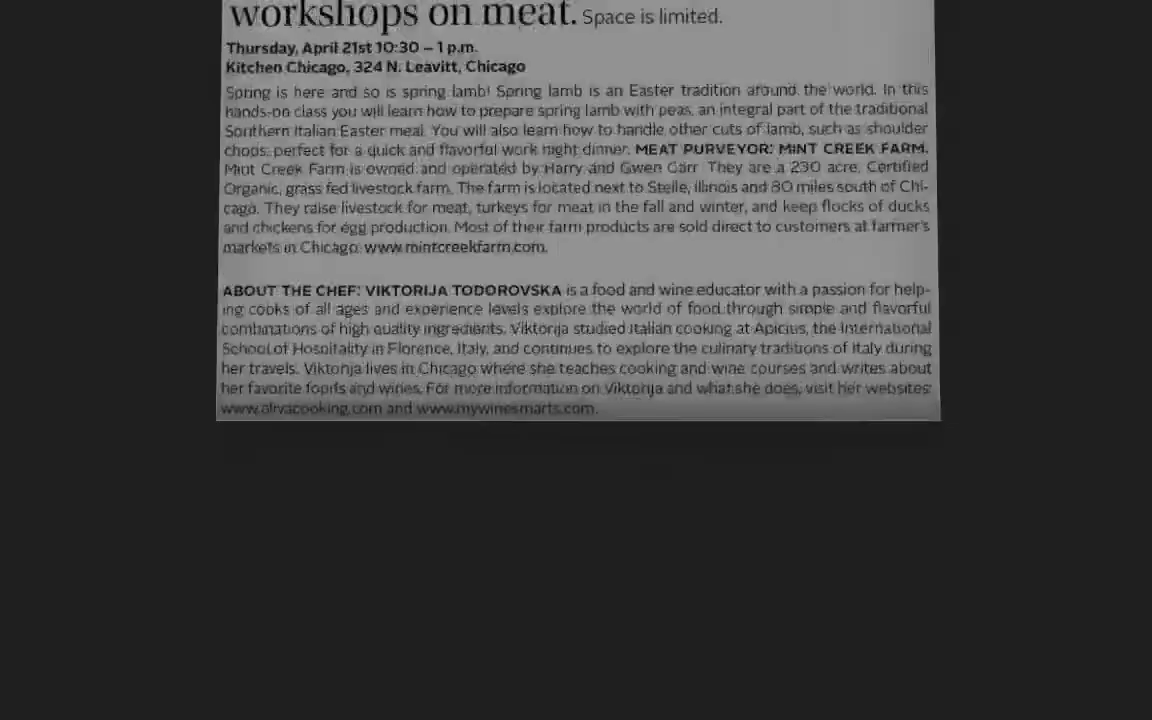 workshops on meat. Space is limited.
Thursday, April 21st 10:30 – 1 p.m.
Kitchen Chicago, 324 N. Leavitt, Chicago
Spring is here and so is spring lamb! Spring lamb is an Easter tradition around the world. In this
hands-on class you will learn how to prepare spring lamb with peas, an integral part of the traditional
Southern Italian Easter meal. You will also learn how to handle other cuts of lamb, such as shoulder
chops, perfect for a quick and flavorful work night dinner. MEAT PURVEYOR: MINT CREEK FARM.
Mint Creek Farm is owned and operated by Harry and Gwen Carr. They are a 230 acre, Certified
Organic, grass fed livestock farm. The farm is located next to Stelle, Illinois and 80 miles south of Chi-
cago. They raise livestock for meat, turkeys for meat in the fall and winter, and keep flocks of ducks
and chickens for egg production. Most of their farm products are sold direct to customers at farmer's
markets in Chicago. www.mintcreekfarm.com.
ABOUT THE CHEF: VIKTORIJA TODOROVSKA is a food and wine educator with a passion for help-
ing cooks of all ages and experience levels explore the world of food through simple and flavorful
combinations of high quality ingredients. Viktorija studied Italian cooking at Apicius, the International
School of Hospitality in Florence, Italy, and continues to explore the culinary traditions of Italy during
her travels. Viktorija lives in Chicago where she teaches cooking and wine courses and writes about
her favorite and wines. For more information on Viktorija and what she does, visit her websites:
and www.mywinesmarts.com.